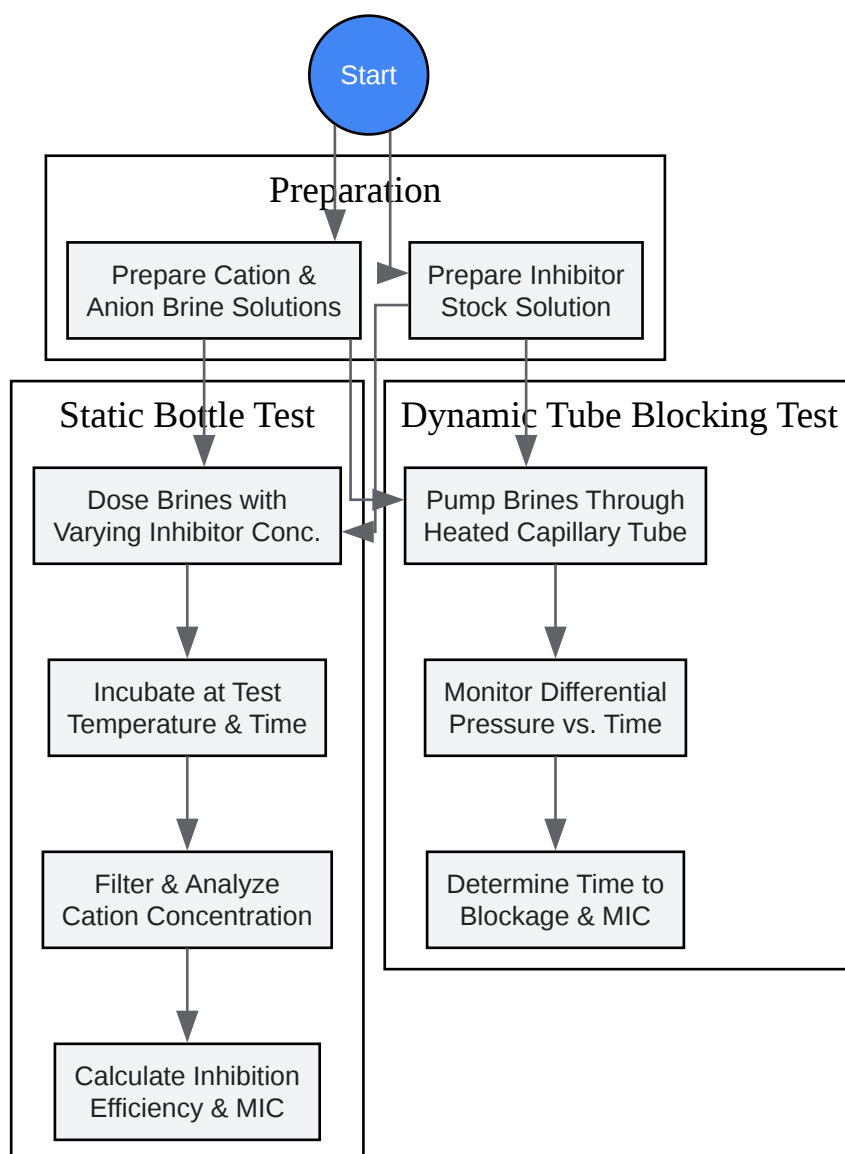 Start
Preparation
Prepare Cation &
Anion Brine Solutions
Prepare Inhibitor
Stock Solution
Static Bottle Test
Dose Brines with
Varying Inhibitor Conc.
Incubate at Test
Temperature & Time
Filter & Analyze
Cation Concentration
Calculate Inhibition
Efficiency & MIC
Dynamic Tube Blocking Test
Pump Brines Through
Heated Capillary Tube
Monitor Differential
Pressure vs. Time
Determine Time to
Blockage & MIC